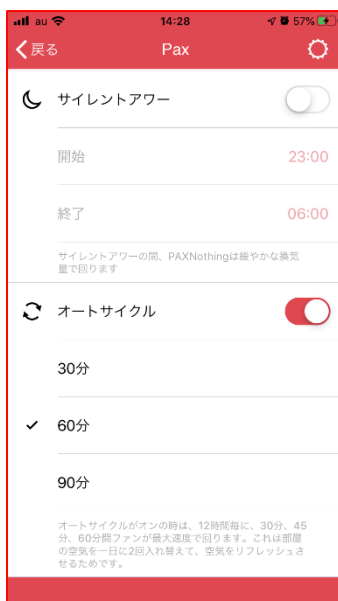 au 14:28 57%
戻る Pax
サイレントアワー
開始 23:00
終了 06:00
サイレントアワーの間、PAXNothingは緩やかな換気
量で回ります
オートサイクル
30分
60分
90分
オートサイクルがオンの時は、12時間毎に、30分、45
分、60分間ファンが最大速度で回ります。これは部屋
の空気を一日に2回入れ替えて、空気をリフレッシュさ
せるためです。